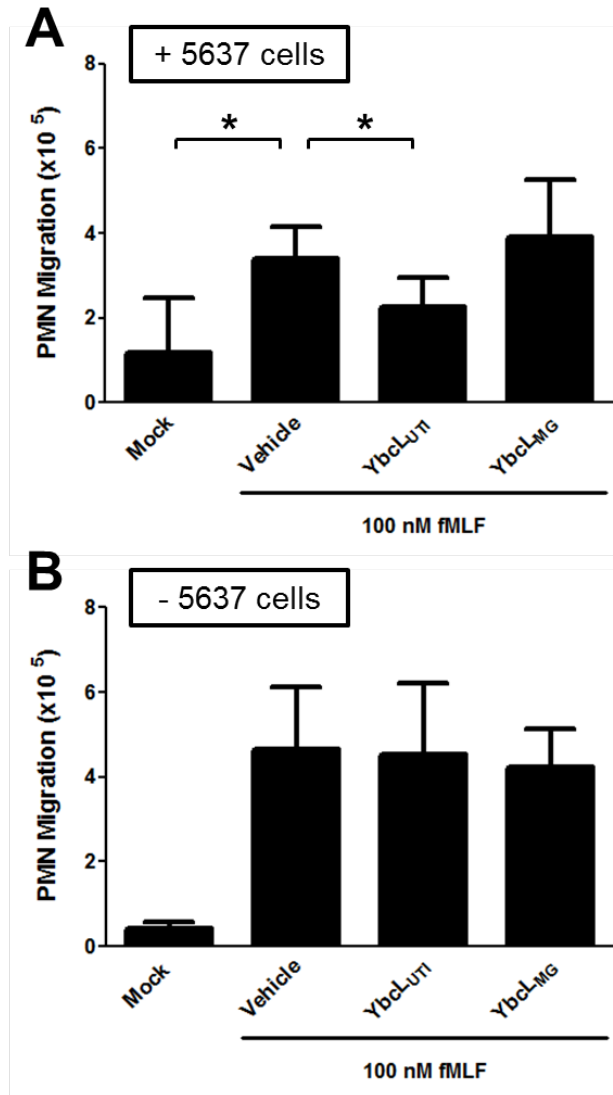 A
+ 5637 cells
PMN Migration (x10 5)
8
6
4
2
0
* *
Mock
Vehicle
YbcLUTI
YbcLMG
100 nM fMLF
B
- 5637 cells
PMN Migration (x10 5)
8
6
4
2
0
Mock
Vehicle
YbcLUTI
YbcLMG
100 nM fMLF